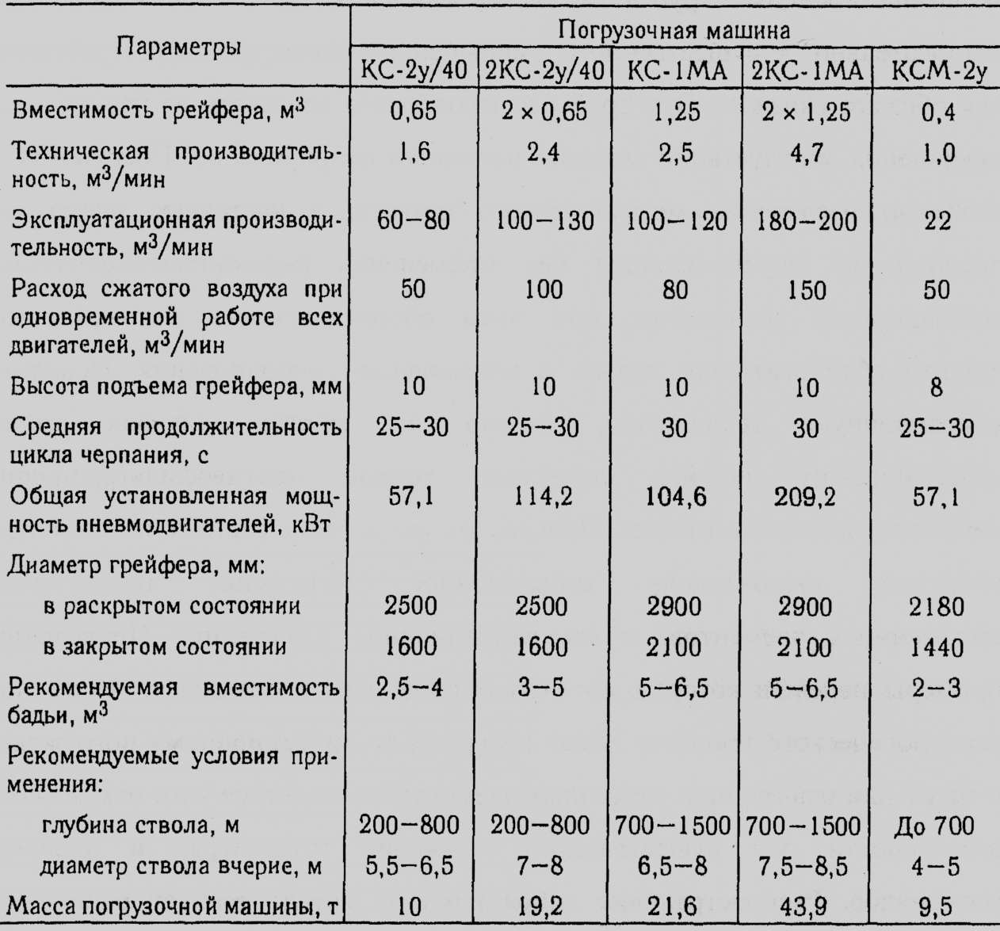 Параметры Погрузочная машина
КС-2у/40 2КС-2у/40 КС-1МА 2КС-1МА КСМ-2у
Вместимость грейфера, м³ 0,65 2 × 0,65 1,25 2 × 1,25 0,4
Техническая производитель- 1,6 2,4 2,5 4,7 1,0
ность, м³/мин
Эксплуатационная производи- 60—80 100—130 100—120 180—200 22
тельность, м³/мин
Расход сжатого воздуха при 50 100 80 150 50
одновременной работе всех
двигателей, м³/мин
Высота подъема грейфера, мм 10 10 10 10 8
Средняя продолжительность 25—30 25—30 30 30 25—30
цикла черпания, с
Общая установленная мощ- 57,1 114,2 104,6 209,2 57,1
ность пневмодвигателей, кВт
Диаметр грейфера, мм:
в раскрытом состоянии 2500 2500 2900 2900 2180
в закрытом состоянии 1600 1600 2100 2100 1440
Рекомендуемая вместимость 2,5—4 3—5 5—6,5 5—6,5 2—3
бадьи, м³
Рекомендуемые условия при-
менения:
глубина ствола, м 200—800 200—800 700—1500 700—1500 До 700
диаметр ствола вчерне, м 5,5—6,5 7—8 6,5—8 7,5—8,5 4—5
Масса погрузочной машины, т 10 19,2 21,6 43,9 9,5